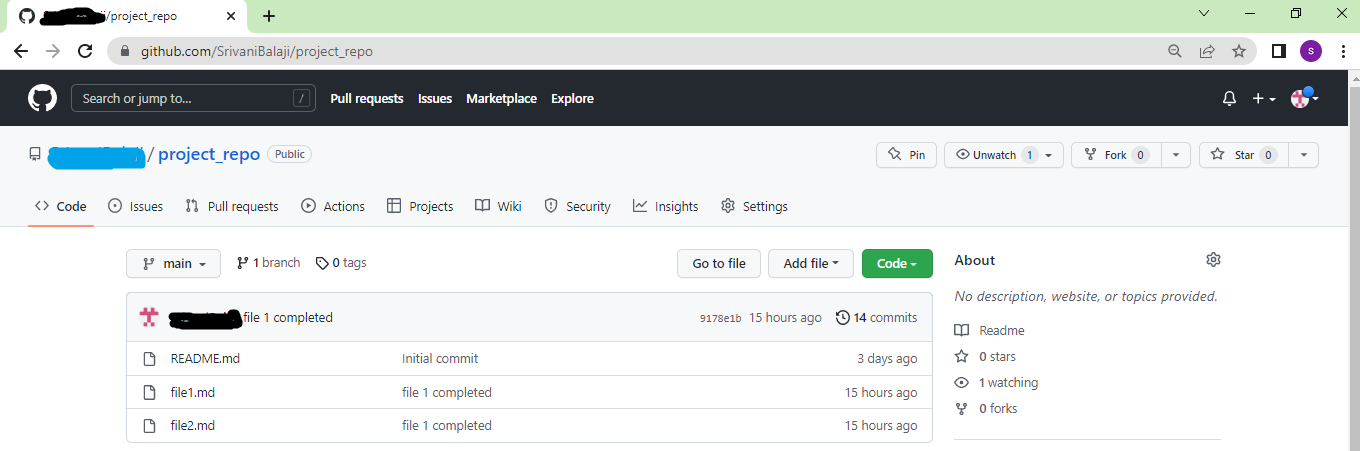 /project_repo
github.com/SrivaniBalaji/project_repo
S
Search or jump to... /
Pull requests Issues Marketplace Explore
/ project_repo Public
Pin Unwatch 1 Fork 0 Star 0
Code Issues Pull requests Actions Projects Wiki Security Insights Settings
main 1 branch 0 tags Go to file Add file Code
file 1 completed 9178e1b 15 hours ago 14 commits
README.md Initial commit 3 days ago
file1.md file 1 completed 15 hours ago
file2.md file 1 completed 15 hours ago
About
No description, website, or topics provided.
Readme
0 stars
1 watching
0 forks